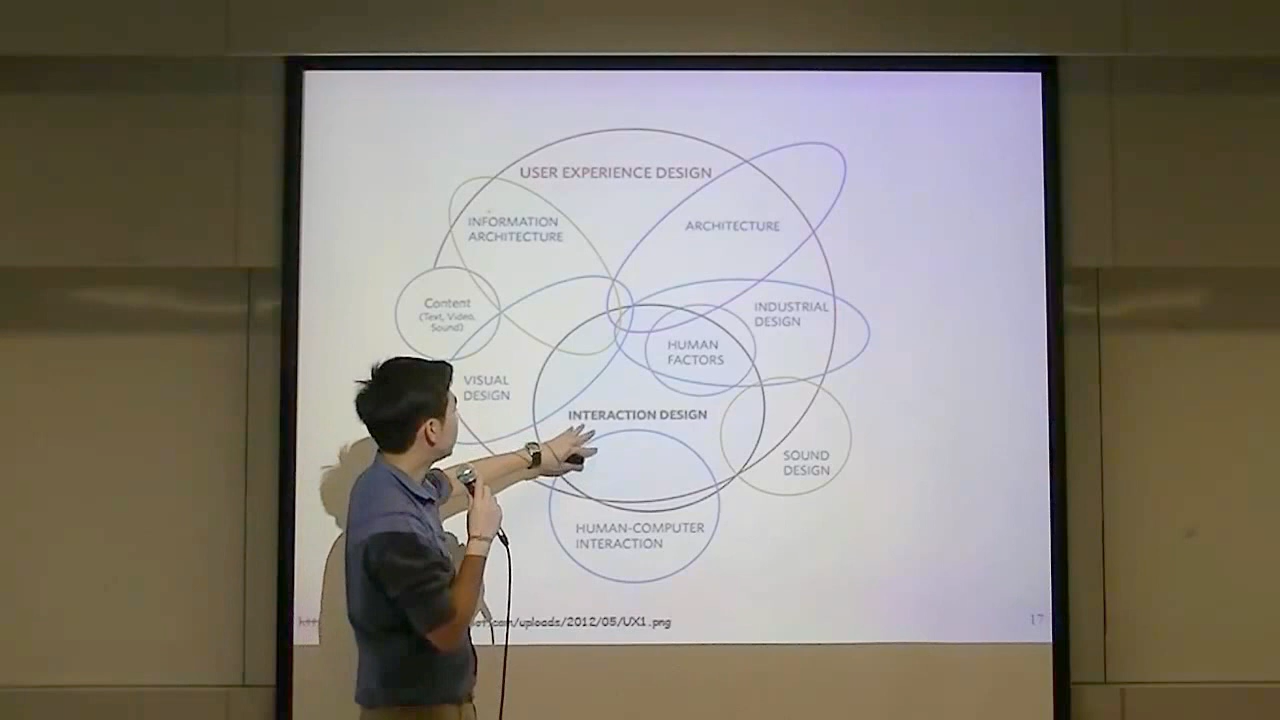 USER EXPERIENCE DESIGN
INFORMATION
ARCHITECTURE
ARCHITECTURE
Content
(Text, Video,
Sound)
INDUSTRIAL
DESIGN
HUMAN
FACTORS
VISUAL
DESIGN
INTERACTION DESIGN
SOUND
DESIGN
HUMAN-COMPUTER
INTERACTION
com/uploads/2012/05/UX1.png
17